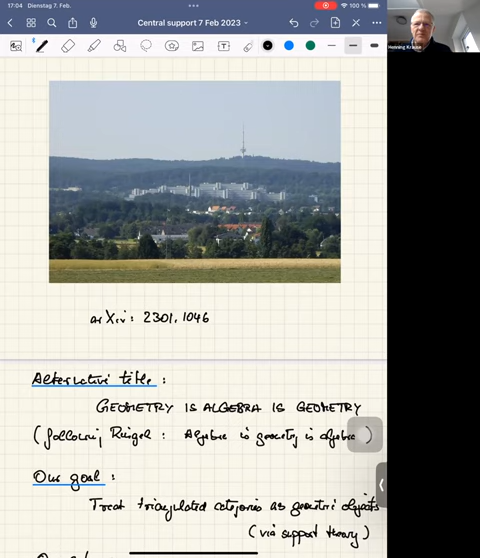 17:04 Dienstag 7. Feb.
100 %
Central support 7 Feb 2023
Henning Krause
arXiv: 2301.1046
Alternative title:
GEOMETRY IS ALGEBRA IS GEOMETRY
(following Ringel: Algebra is geometry is algebra)
Our goal:
Treat triangulated categories as geometric objects
(via support theory)